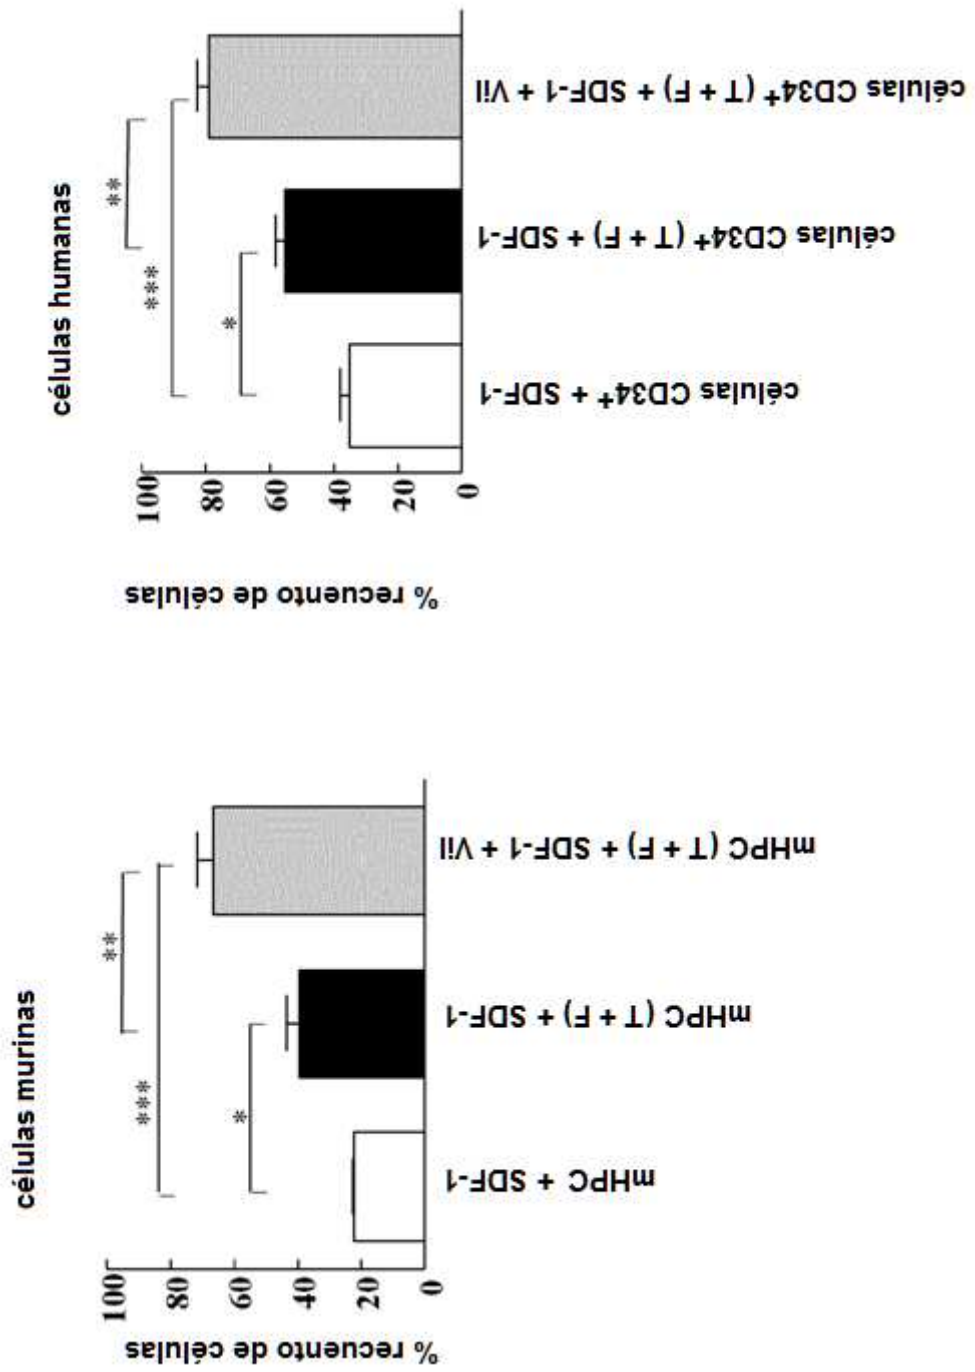 células humanas
***
**
*
% recuento de células
100
80
60
40
20
0
células CD34+ + SDF-1
células CD34+ (T + F) + SDF-1
células CD34+ (T + F) + SDF-1 + Vil
células murinas
***
**
*
% recuento de células
100
80
60
40
20
0
mHPC + SDF-1
mHPC (T + F) + SDF-1
mHPC (T + F) + SDF-1 + Vil